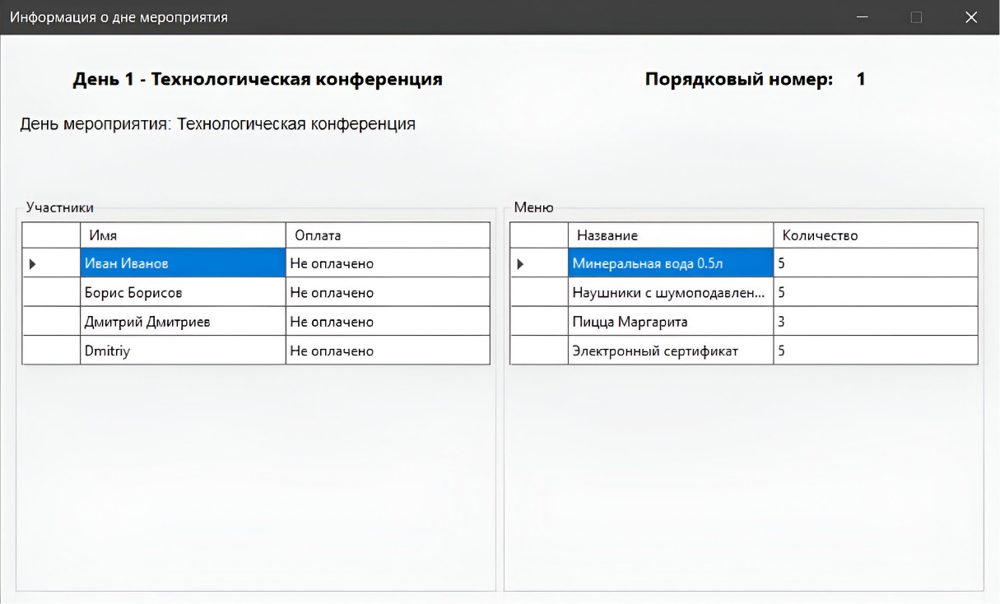 Информация о дне мероприятия
День 1 - Технологическая конференция
Порядковый номер: 1
День мероприятия: Технологическая конференция
Участники
Имя Оплата
Иван Иванов Не оплачено
Борис Борисов Не оплачено
Дмитрий Дмитриев Не оплачено
Dmitriy Не оплачено
Меню
Название Количество
Минеральная вода 0.5л 5
Наушники с шумоподавлен... 5
Пицца Маргарита 3
Электронный сертификат 5